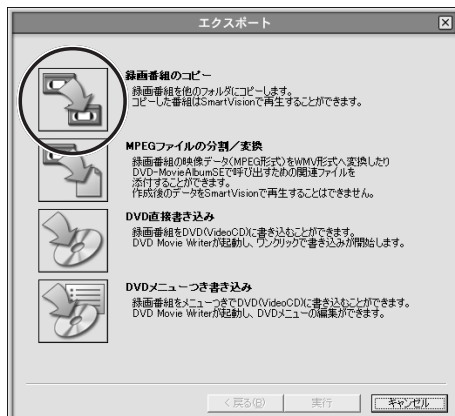 エクスポート
録画番組のコピー
録画番組を他のフォルダにコピーします。
コピーした番組はSmartVisionで再生することができます。
MPEGファイルの分割／変換
録画番組の映像データ(MPEG形式)をWMV形式へ変換したり
DVD-MovieAlbumSEで呼び出すための関連ファイルを
添付することができます。
作成後のデータをSmartVisionで再生することはできません。
DVD直接書き込み
録画番組をDVD(VideoCD)に書き込むことができます。
DVD Movie Writerが起動し、ワンクリックで書き込みが開始します。
DVDメニューつき書き込み
録画番組をメニューつきでDVD(VideoCD)に書き込むことができます。
DVD Movie Writerが起動し、DVDメニューの編集ができます。
< 戻る(B) 実行 キャンセル